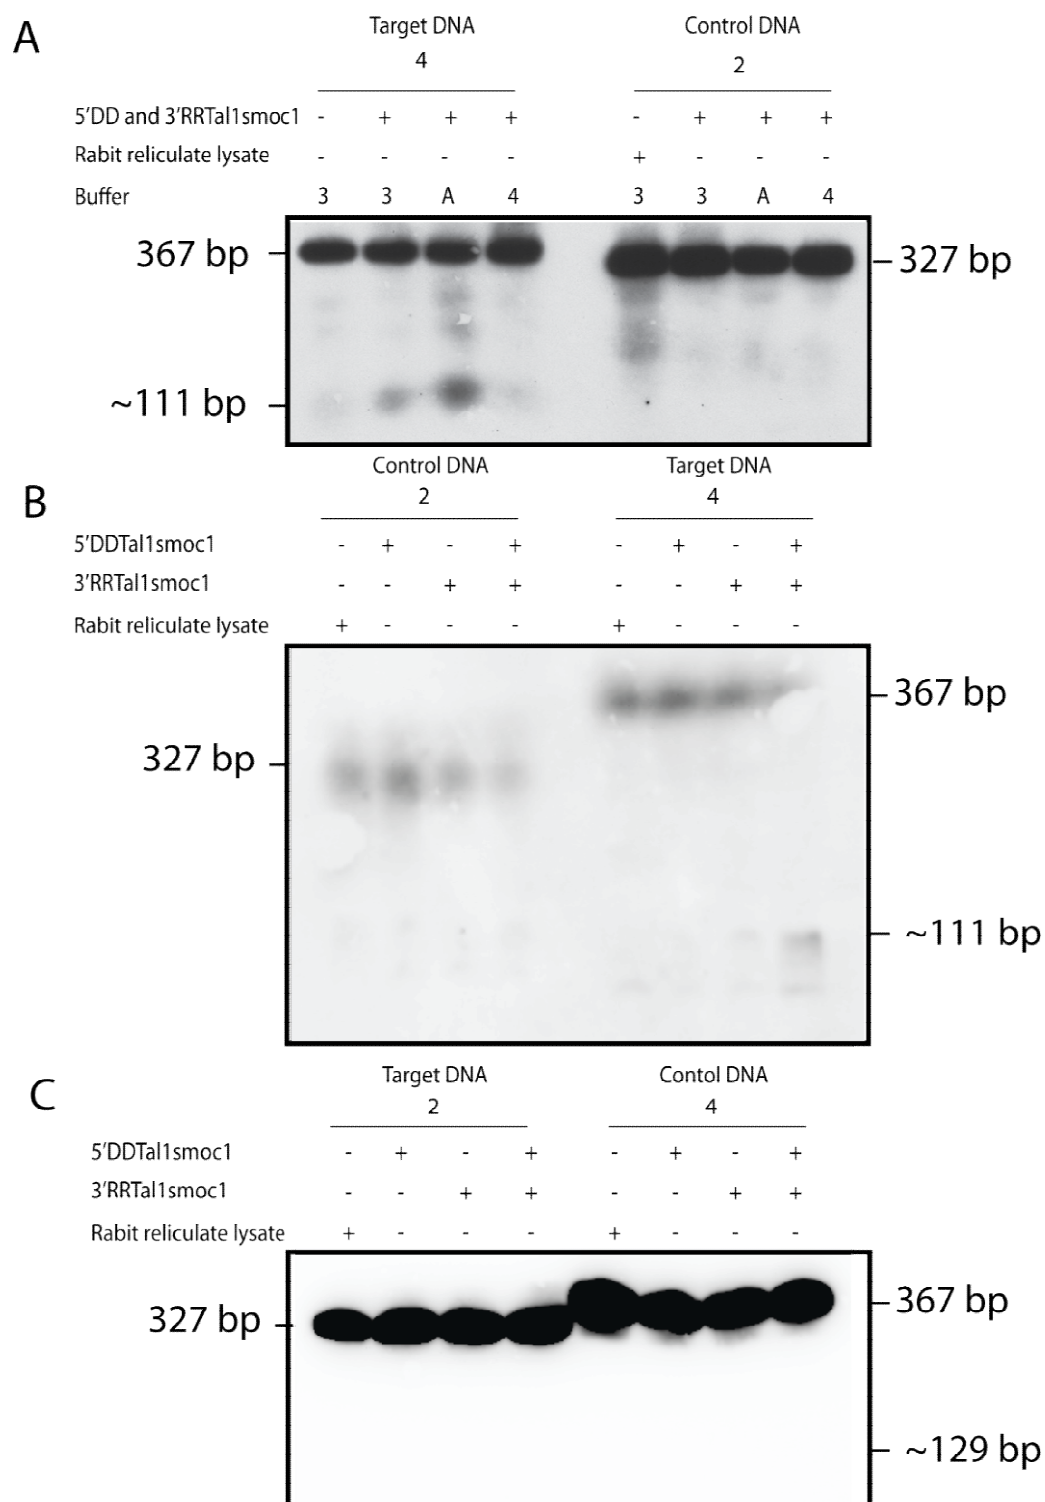 A
Target DNA Control DNA
4 2
5'DD and 3'RRTal1smoc1 - + + + - + + +
Rabit reliculate lysate - - - - + - - -
Buffer 3 3 A 4 3 3 A 4
367 bp 327 bp
~111 bp
B
Control DNA Target DNA
2 4
5'DDTal1smoc1 - + - + - + - +
3'RRTal1smoc1 - - + + - - + +
Rabit reliculate lysate + - - - + - - -
367 bp
327 bp
~111 bp
C
Target DNA Contol DNA
2 4
5'DDTal1smoc1 - + - + - + - +
3'RRTal1smoc1 - - + + - - + +
Rabit reliculate lysate + - - - + - - -
327 bp 367 bp
~129 bp